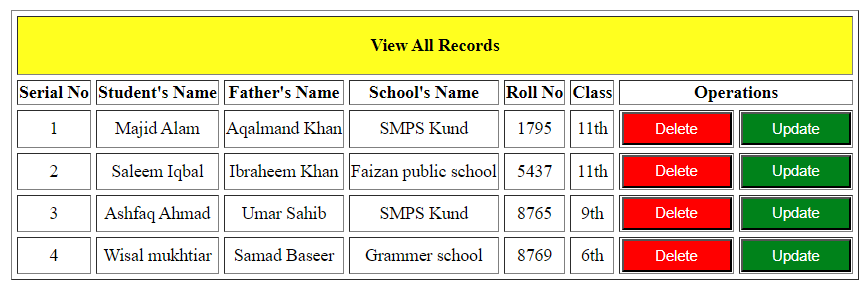 View All Records
Serial No Student's Name Father's Name School's Name Roll No Class Operations
1 Majid Alam Aqalmand Khan SMPS Kund 1795 11th Delete Update
2 Saleem Iqbal Ibraheem Khan Faizan public school 5437 11th Delete Update
3 Ashfaq Ahmad Umar Sahib SMPS Kund 8765 9th Delete Update
4 Wisal mukhtiar Samad Baseer Grammer school 8769 6th Delete Update